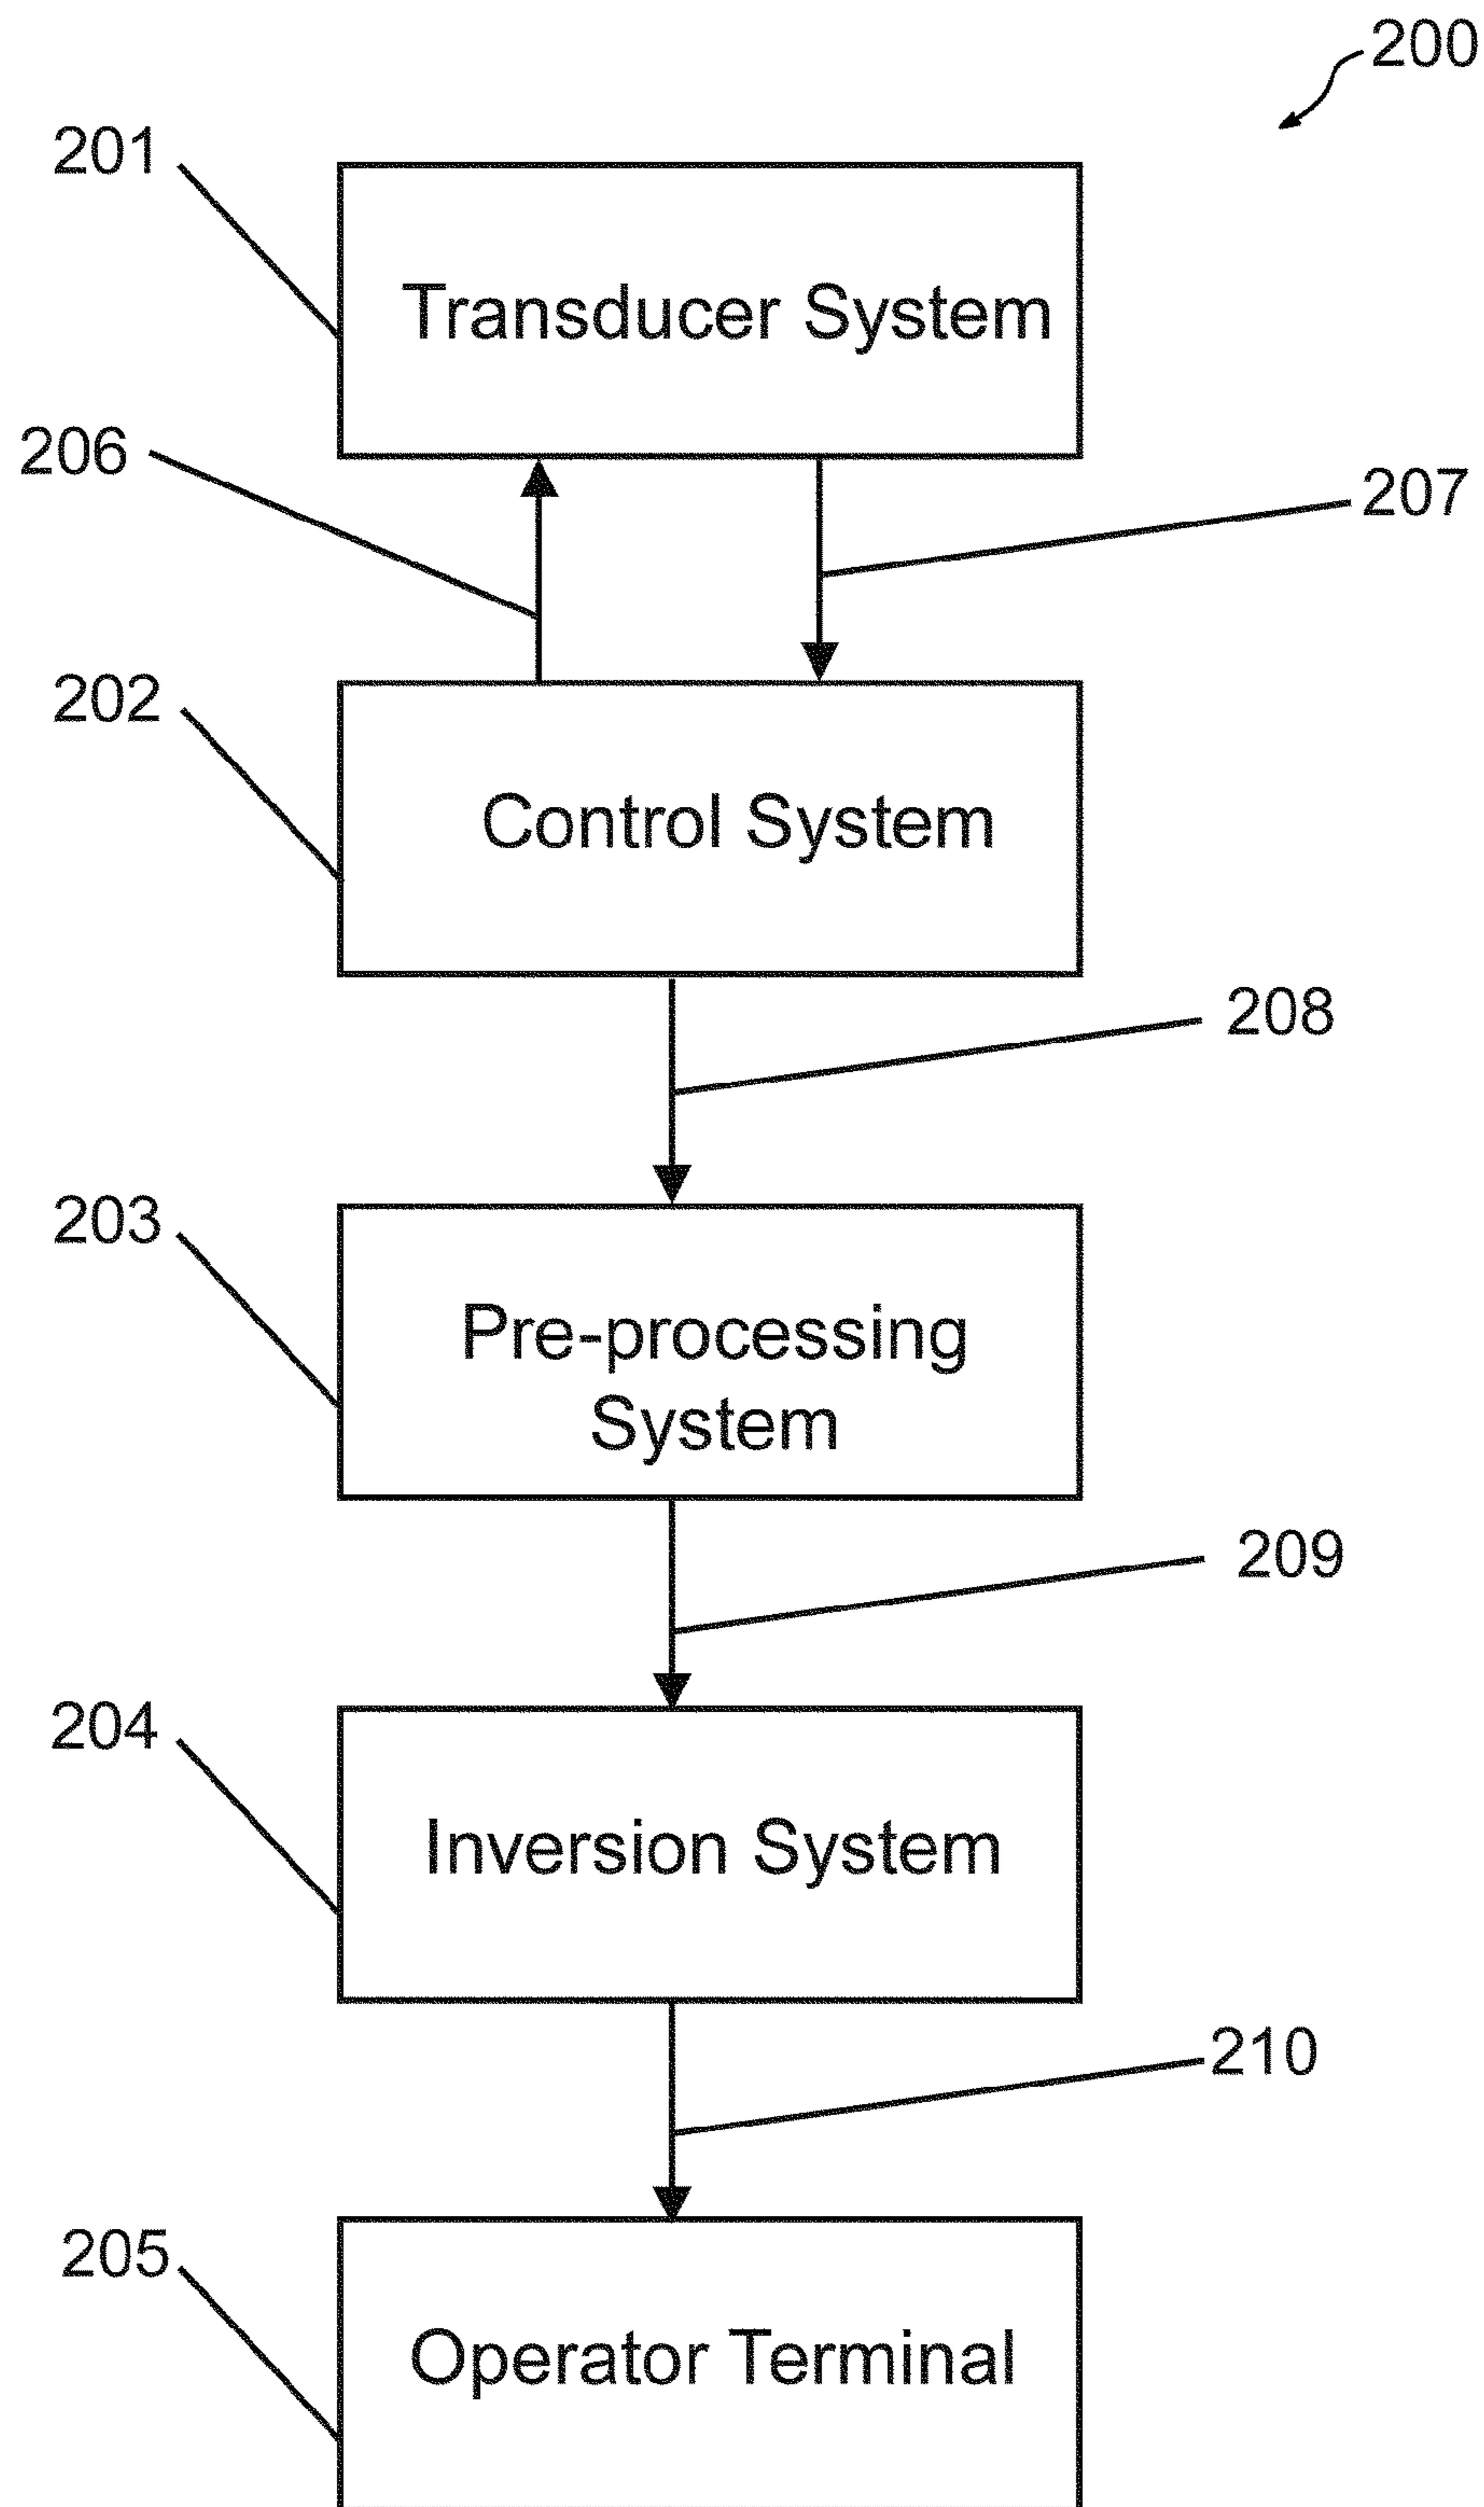 200
201
Transducer System
206
207
202
Control System
208
203
Pre-processing
System
209
204
Inversion System
210
205
Operator Terminal